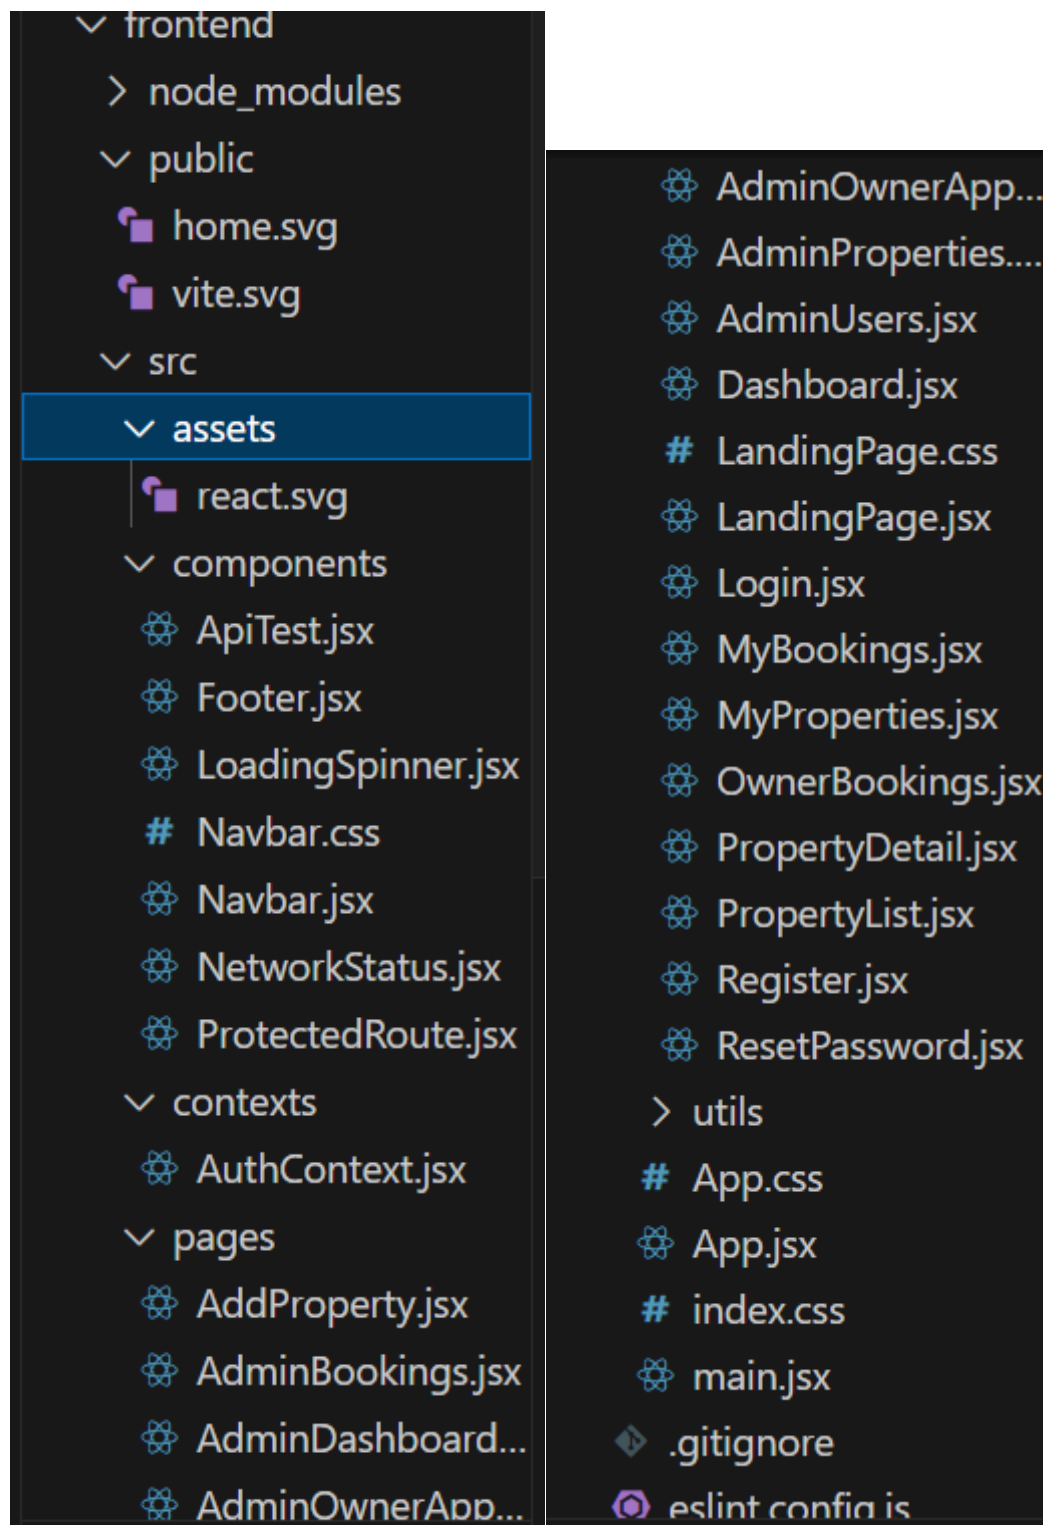 frontend
node_modules
public
home.svg
vite.svg
src
assets
react.svg
components
ApiTest.jsx
Footer.jsx
LoadingSpinner.jsx
# Navbar.css
Navbar.jsx
NetworkStatus.jsx
ProtectedRoute.jsx
contexts
AuthContext.jsx
pages
AddProperty.jsx
AdminBookings.jsx
AdminDashboard...
AdminOwnerApp...
AdminOwnerApp...
AdminProperties....
AdminUsers.jsx
Dashboard.jsx
# LandingPage.css
LandingPage.jsx
Login.jsx
MyBookings.jsx
MyProperties.jsx
OwnerBookings.jsx
PropertyDetail.jsx
PropertyList.jsx
Register.jsx
ResetPassword.jsx
utils
# App.css
App.jsx
# index.css
main.jsx
.gitignore
eslint.config.js